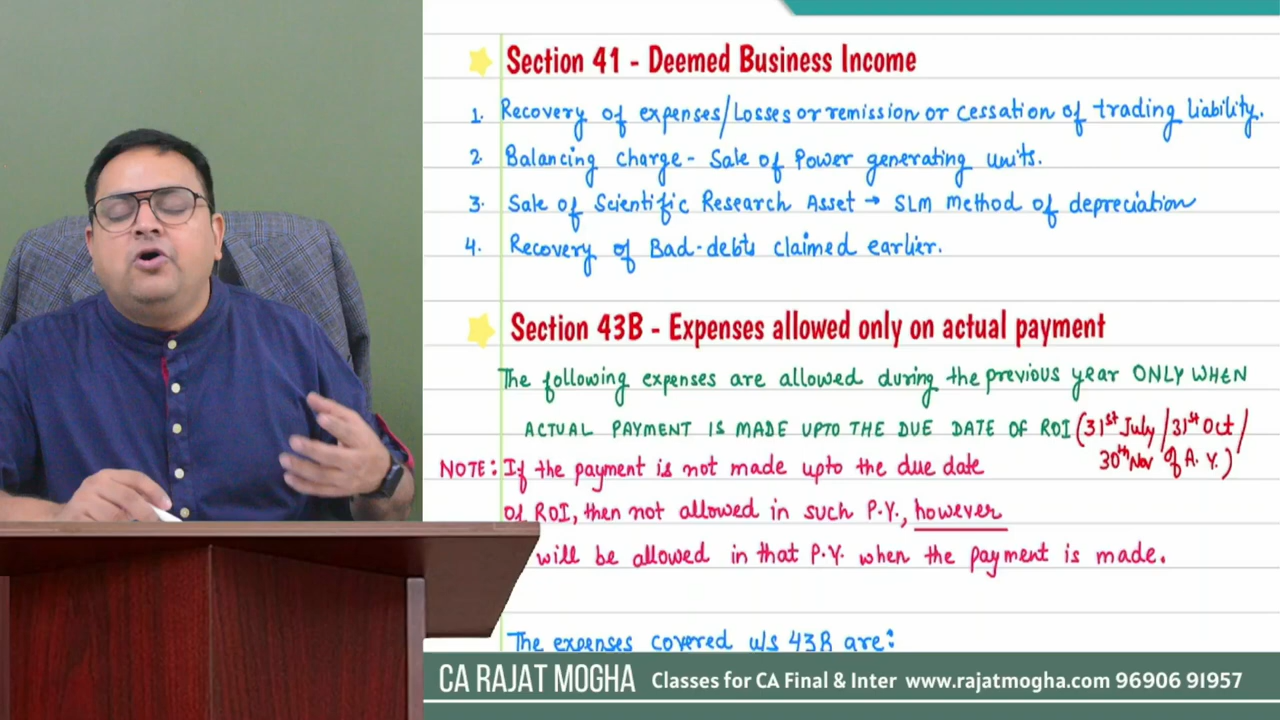 Section 41 - Deemed Business Income
1. Recovery of expenses/Losses or remission or cessation of trading liability.
2. Balancing charge - Sale of Power generating units.
3. Sale of Scientific Research Asset → SLM Method of depreciation
4. Recovery of Bad-debts claimed earlier.
Section 43B - Expenses allowed only on actual payment
The following expenses are allowed during the previous year ONLY WHEN
ACTUAL PAYMENT IS MADE UPTO THE DUE DATE OF ROI (31st July/31st Oct/
30th Nov of A.Y.)
NOTE: If the payment is not made upto the due date
of ROI, then not allowed in such P.Y., however
will be allowed in that P.Y. when the payment is made.
The expenses covered u/s 43B are:
CA RAJAT MOGHA Classes for CA Final & Inter www.rajatmogha.com 96906 91957